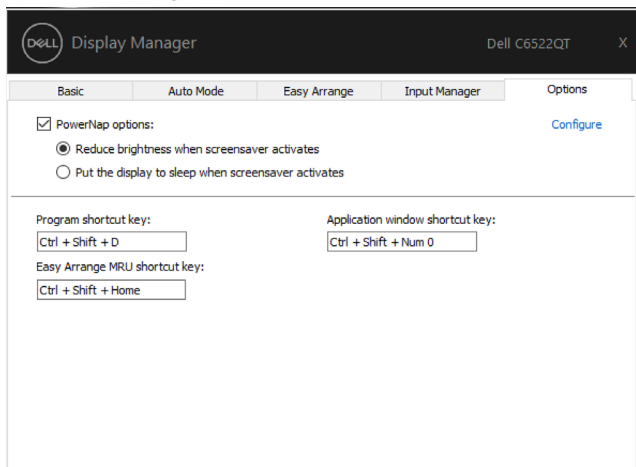 DELL Display Manager Dell C6522QT X
Basic Auto Mode Easy Arrange Input Manager Options
PowerNap options: Configure
Reduce brightness when screensaver activates
Put the display to sleep when screensaver activates
Program shortcut key: Application window shortcut key:
Ctrl + Shift + D Ctrl + Shift + Num 0
Easy Arrange MRU shortcut key:
Ctrl + Shift + Home